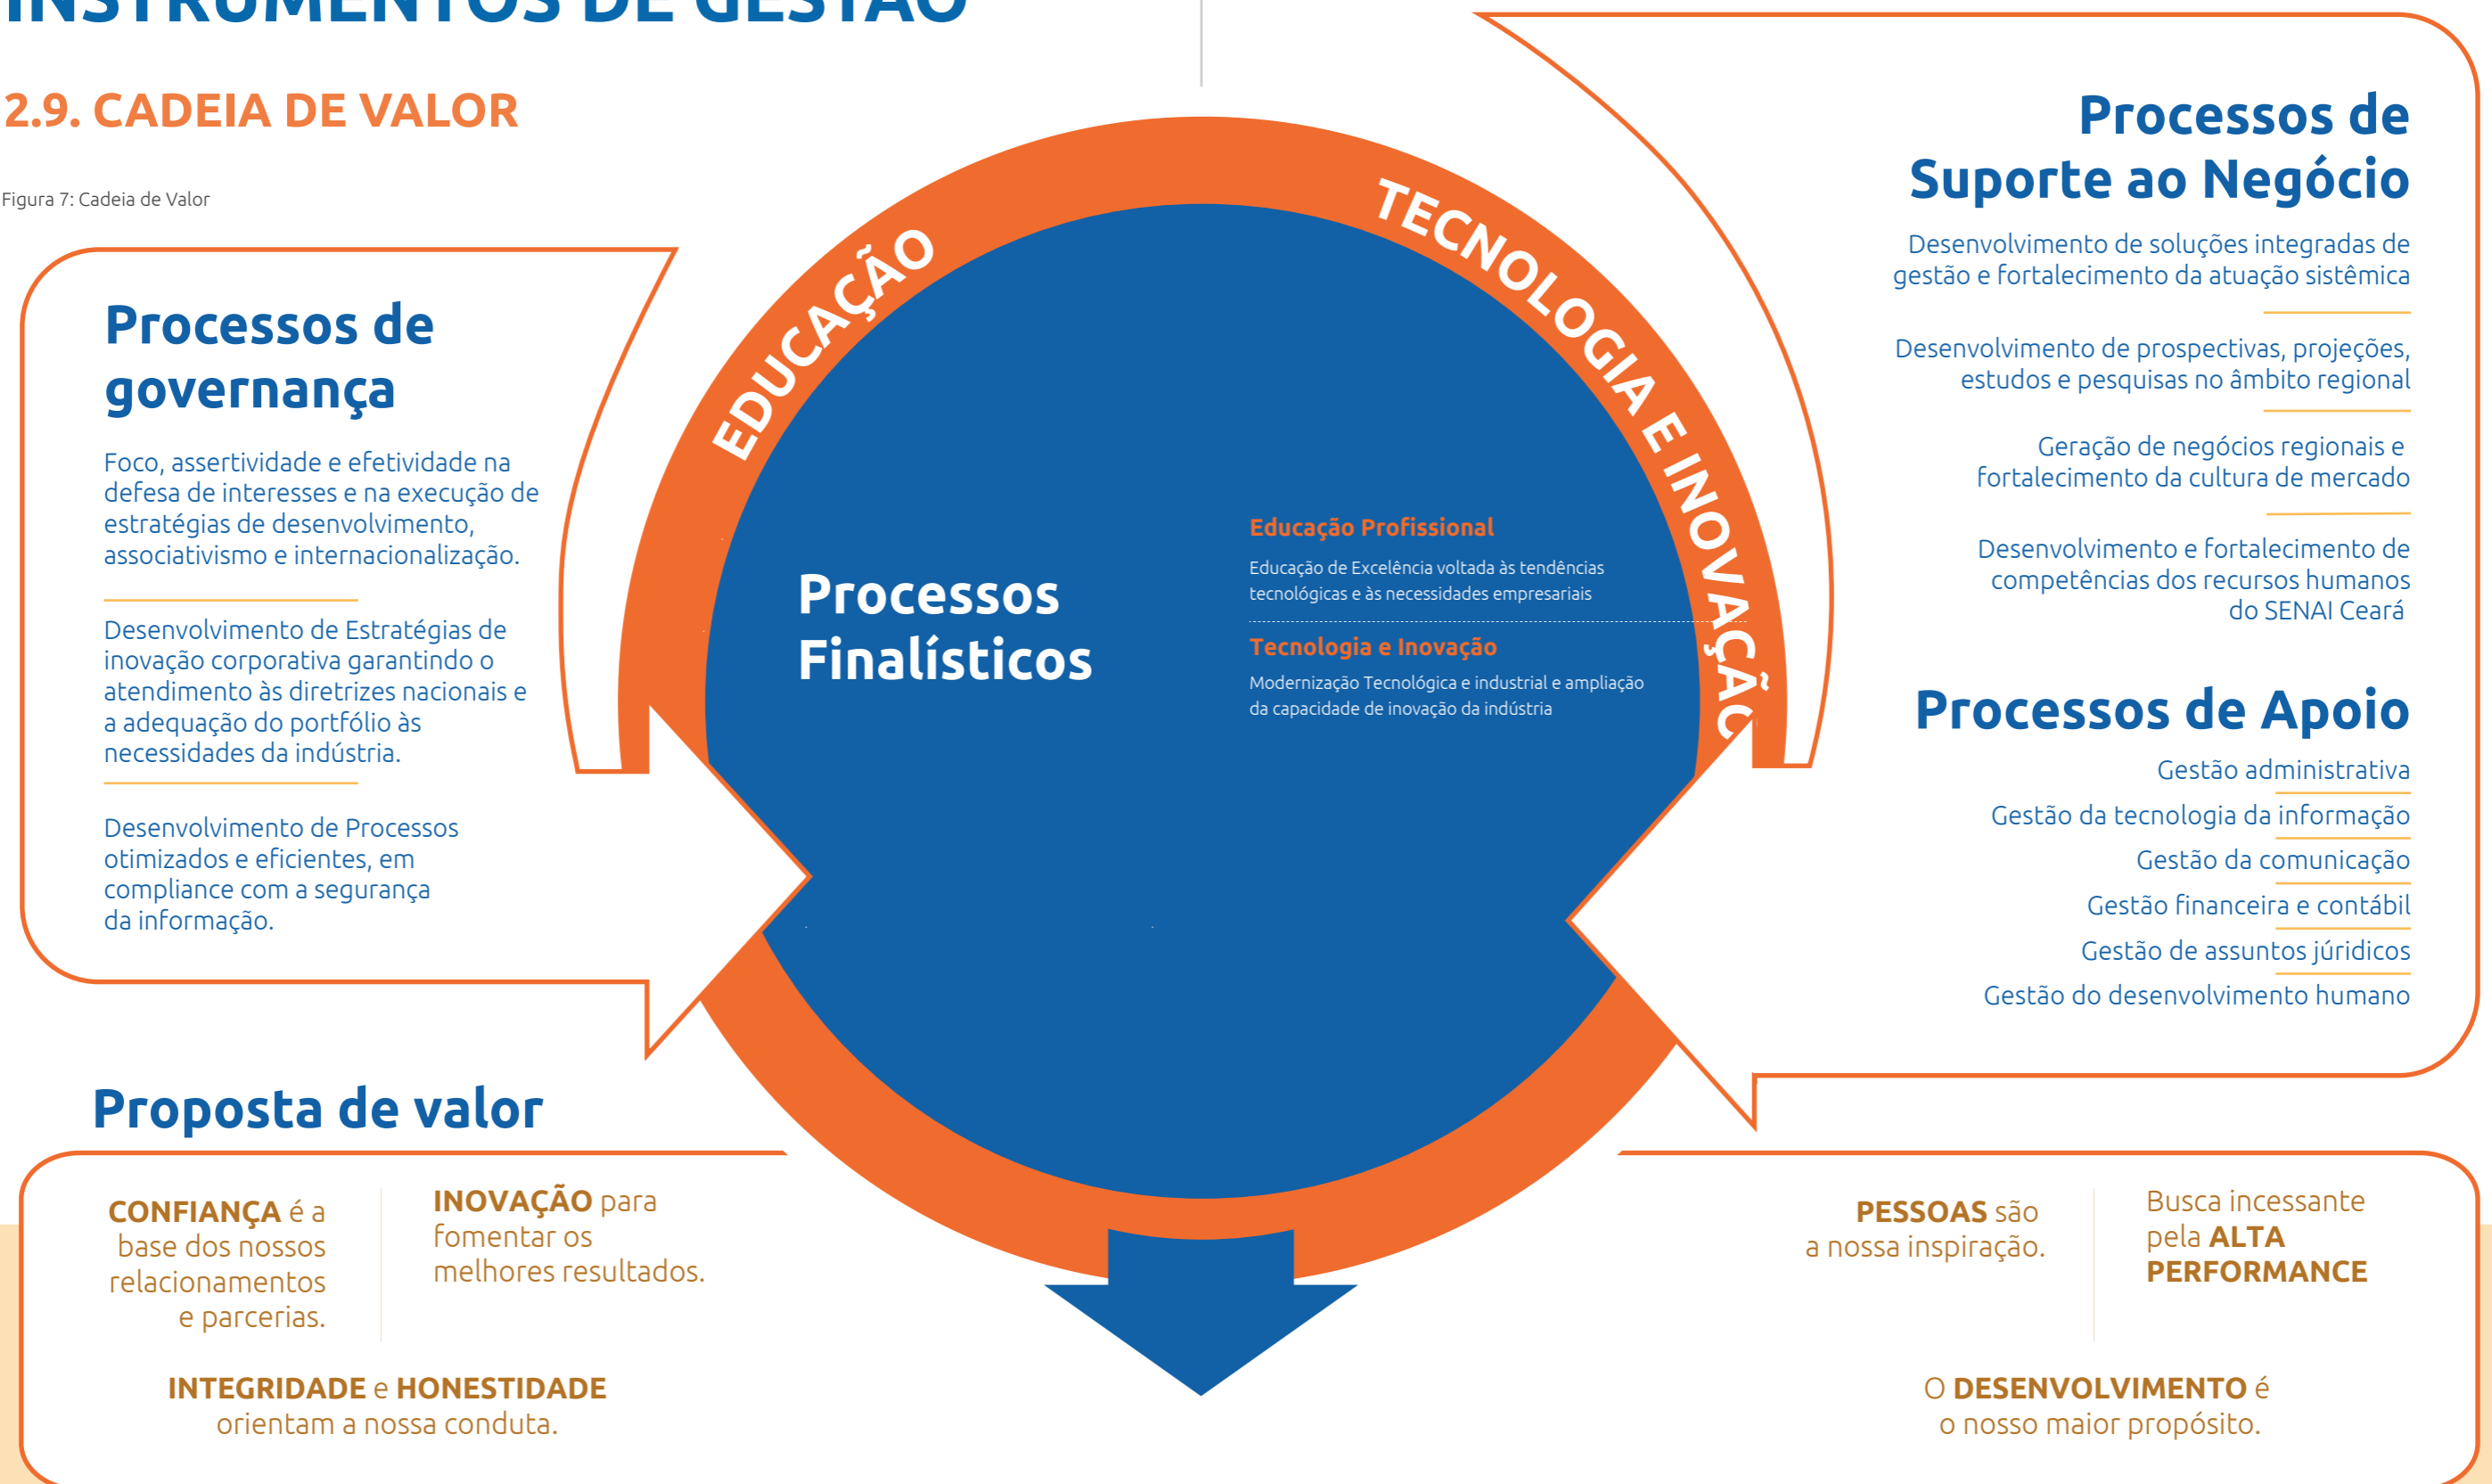 INSTRUMENTOS DE GESTÃO
2.9. CADEIA DE VALOR
Figura 7: Cadeia de Valor
Processos de
governança
Foco, assertividade e efetividade na
defesa de interesses e na execução de
estratégias de desenvolvimento,
associativismo e internacionalização.
Desenvolvimento de Estratégias de
inovação corporativa garantindo o
atendimento às diretrizes nacionais e
a adequação do portfólio às
necessidades da indústria.
Desenvolvimento de Processos
otimizados e eficientes, em
compliance com a segurança
da informação.
EDUCAÇÃO
TECNOLOGIA E INOVAÇÃO
Processos
Finalísticos
Educação Profissional
Educação de Excelência voltada às tendências
tecnológicas e às necessidades empresariais
Tecnologia e Inovação
Modernização Tecnológica e industrial e ampliação
da capacidade de inovação da indústria
Processos de
Suporte ao Negócio
Desenvolvimento de soluções integradas de
gestão e fortalecimento da atuação sistêmica
Desenvolvimento de prospectivas, projeções,
estudos e pesquisas no âmbito regional
Geração de negócios regionais e
fortalecimento da cultura de mercado
Desenvolvimento e fortalecimento de
competências dos recursos humanos
do SENAI Ceará
Processos de Apoio
Gestão administrativa
Gestão da tecnologia da informação
Gestão da comunicação
Gestão financeira e contábil
Gestão de assuntos júridicos
Gestão do desenvolvimento humano
Proposta de valor
CONFIANÇA é a
base dos nossos
relacionamentos
e parcerias.
INOVAÇÃO para
fomentar os
melhores resultados.
INTEGRIDADE e HONESTIDADE
orientam a nossa conduta.
PESSOAS são
a nossa inspiração.
Busca incessante
pela ALTA
PERFORMANCE
O DESENVOLVIMENTO é
o nosso maior propósito.